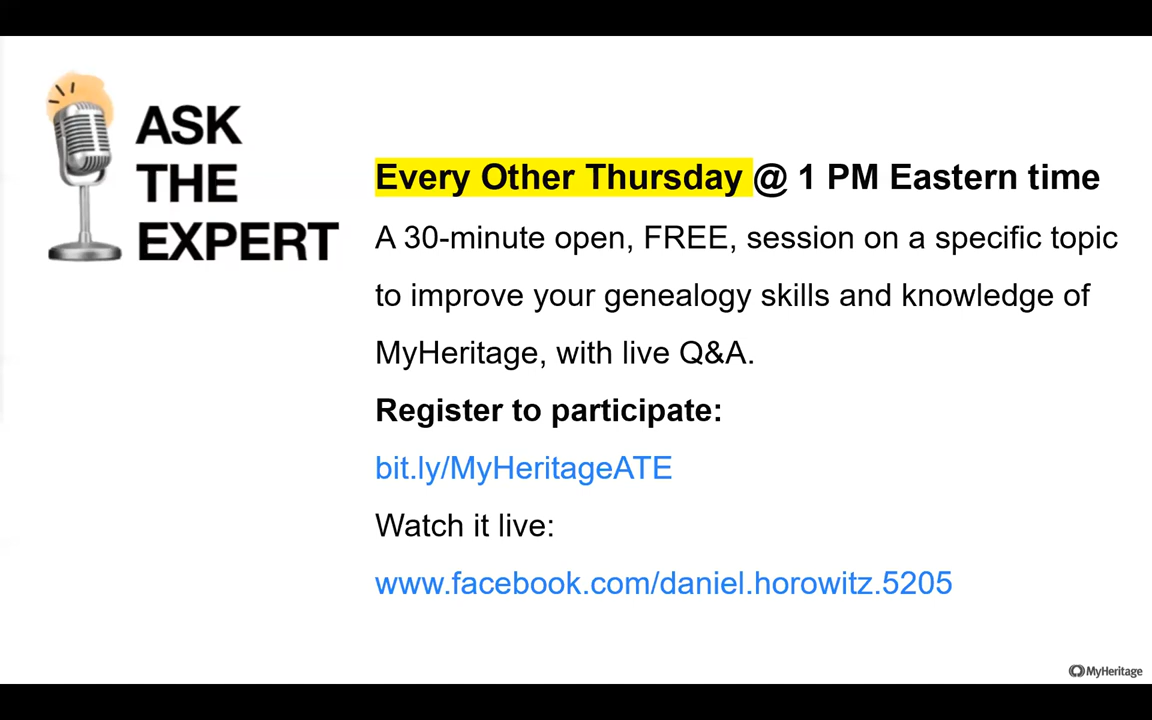 ASK
THE
EXPERT
Every Other Thursday @ 1 PM Eastern time
A 30-minute open, FREE, session on a specific topic
to improve your genealogy skills and knowledge of
MyHeritage, with live Q&A.
Register to participate:
bit.ly/MyHeritageATE
Watch it live:
www.facebook.com/daniel.horowitz.5205
MyHeritage